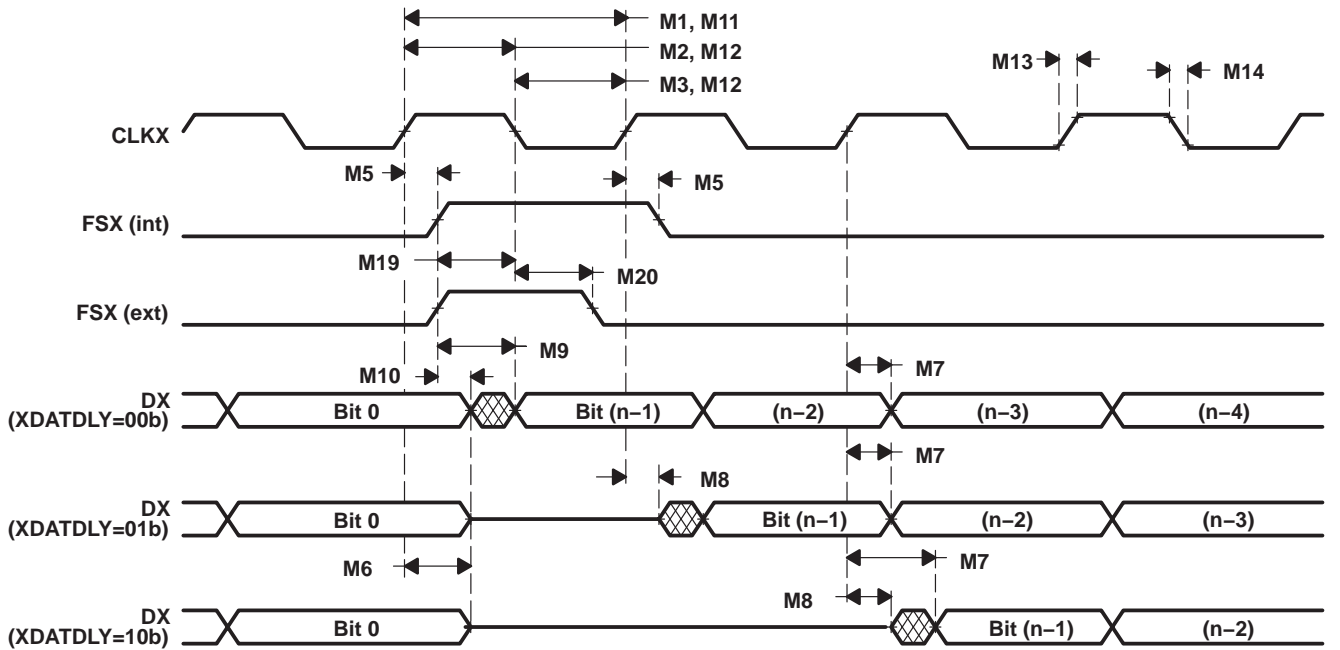 M1, M11
M2, M12
M3, M12
M13
M14
CLKX
M5
M5
FSX (int)
M19
M20
FSX (ext)
M9
M10
M7
DX
(XDATDLY=00b)
Bit 0
Bit (n–1)
(n–2)
(n–3)
(n–4)
M7
M8
DX
(XDATDLY=01b)
Bit 0
Bit (n–1)
(n–2)
(n–3)
M6
M7
M8
DX
(XDATDLY=10b)
Bit 0
Bit (n–1)
(n–2)